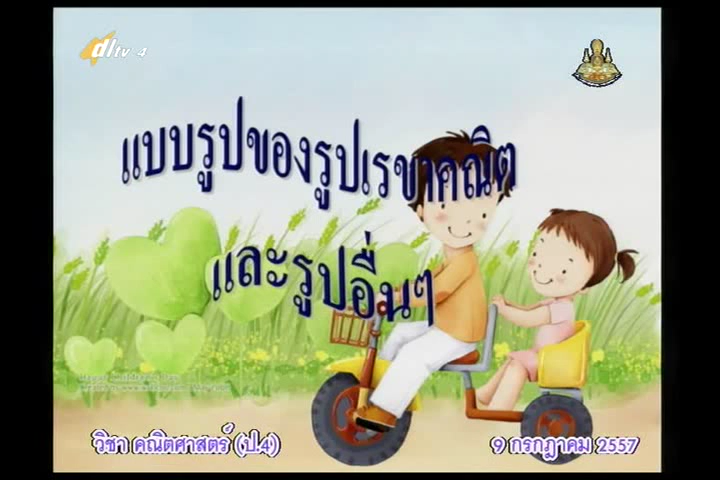 dltv 4
แบบรูปของรูปเรขาคณิต
และรูปอื่นๆ
วิชา คณิตศาสตร์ (ป.4)
9 กรกฎาคม 2557